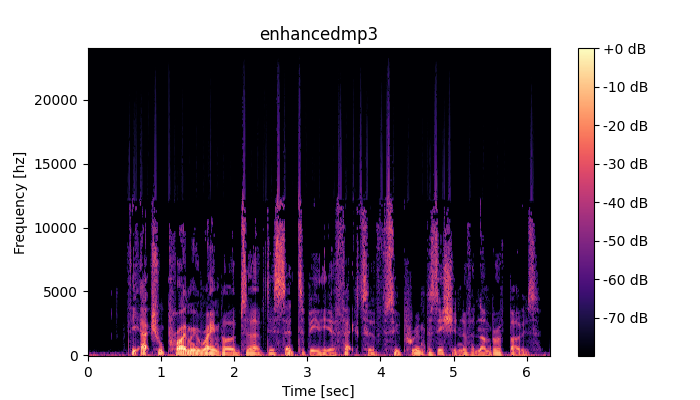 enhancedmp3
+0 dB
-10 dB
-20 dB
-30 dB
-40 dB
-50 dB
-60 dB
-70 dB
20000
15000
10000
5000
0
Frequency [hz]
0 1 2 3 4 5 6
Time [sec]